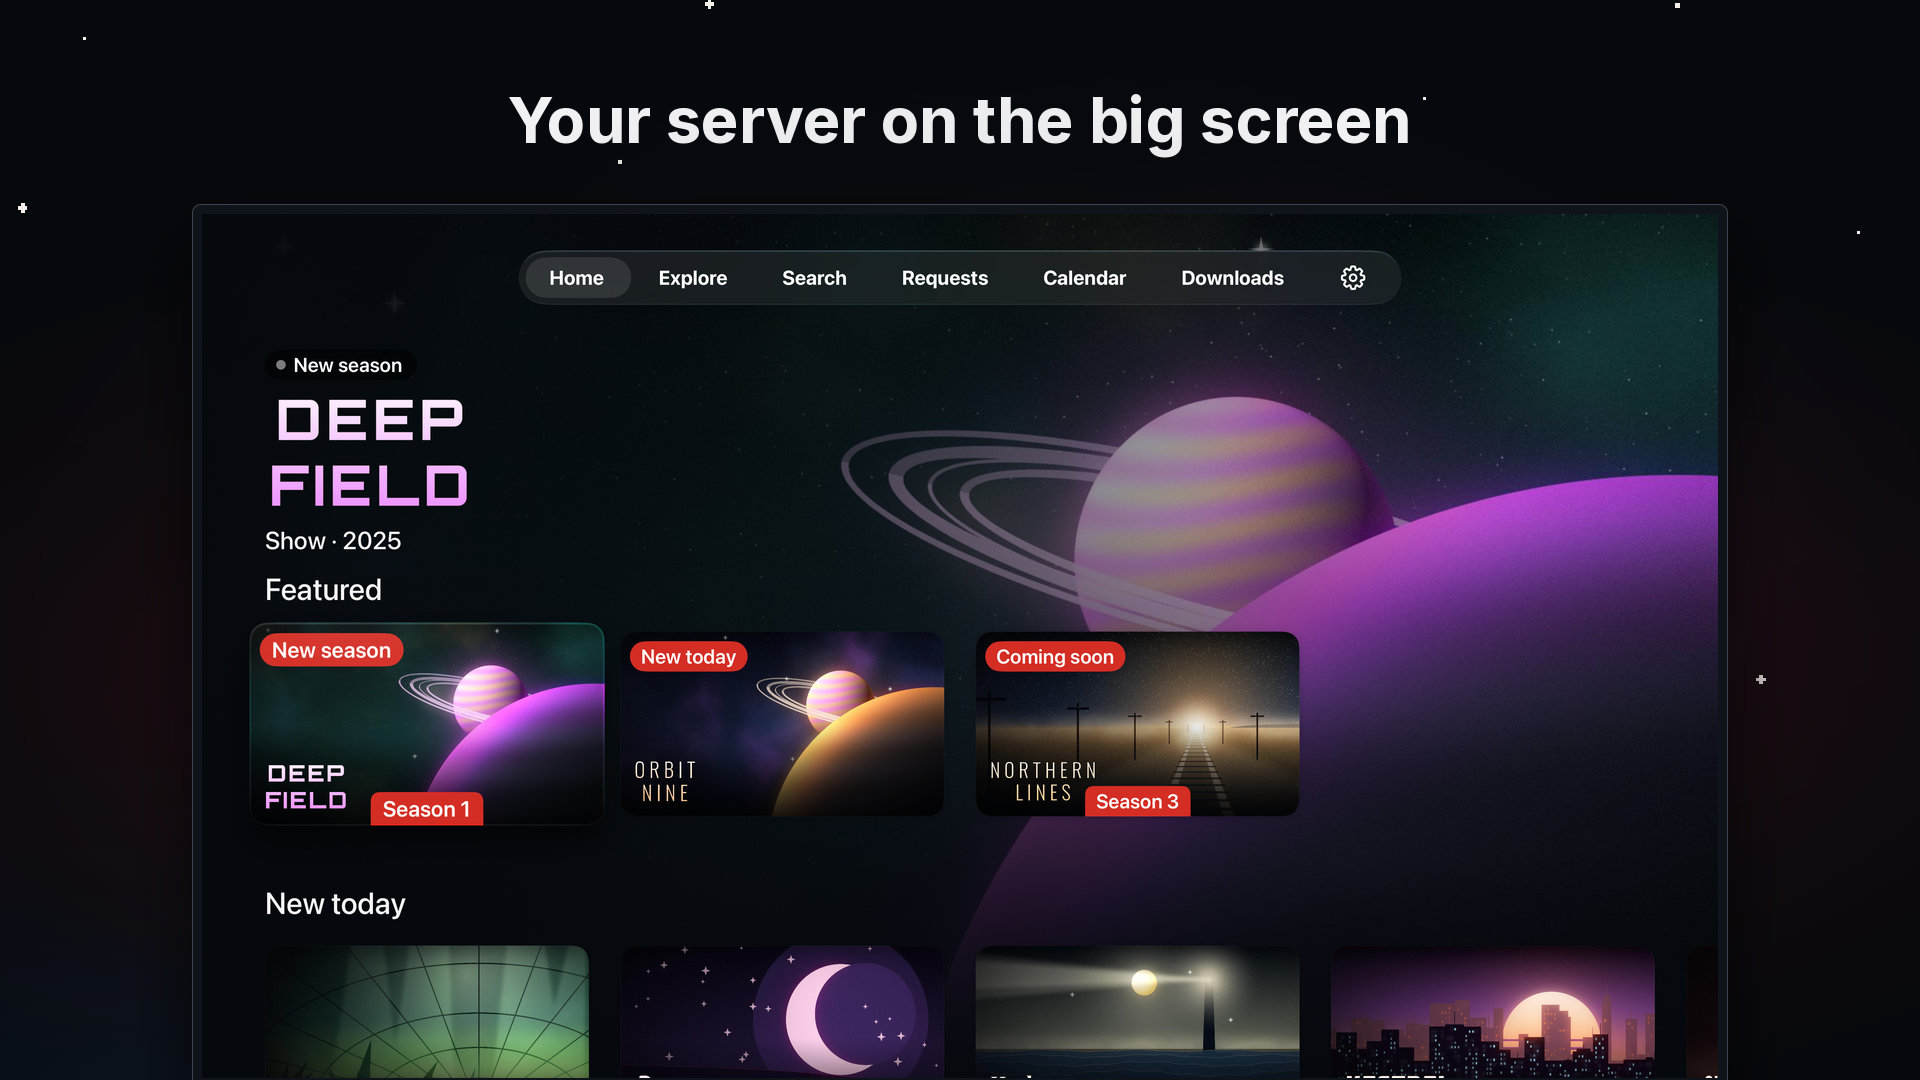 Your server on the big screen
Home Explore Search Requests Calendar Downloads
New season
DEEP
FIELD
Show · 2025
Featured
New season
DEEP
FIELD
Season 1
New today
ORBIT
NINE
Coming soon
NORTHERN
LINES
Season 3
New today